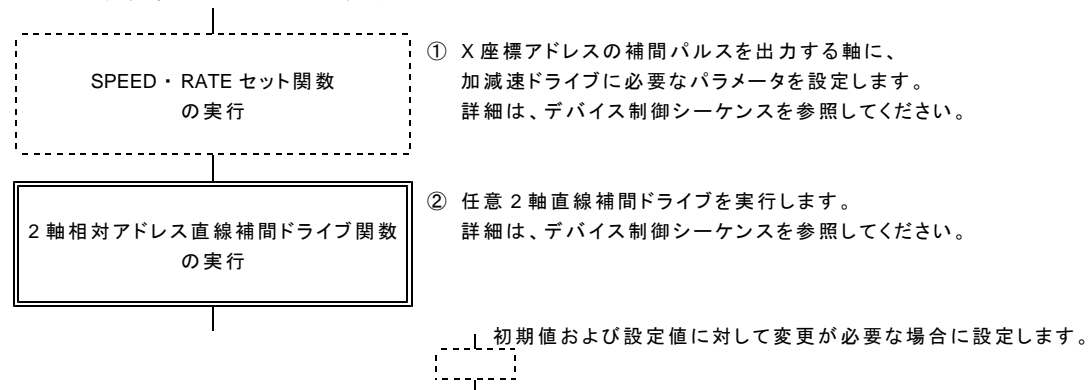 SPEED・RATE セット関数
の実行
① X 座標アドレスの補間パルスを出力する軸に、
加減速ドライブに必要なパラメータを設定します。
詳細は、デバイス制御シーケンスを参照してください。
2 軸相対アドレス直線補間ドライブ関数
の実行
② 任意 2 軸直線補間ドライブを実行します。
詳細は、デバイス制御シーケンスを参照してください。
初期値および設定値に対して変更が必要な場合に設定します。